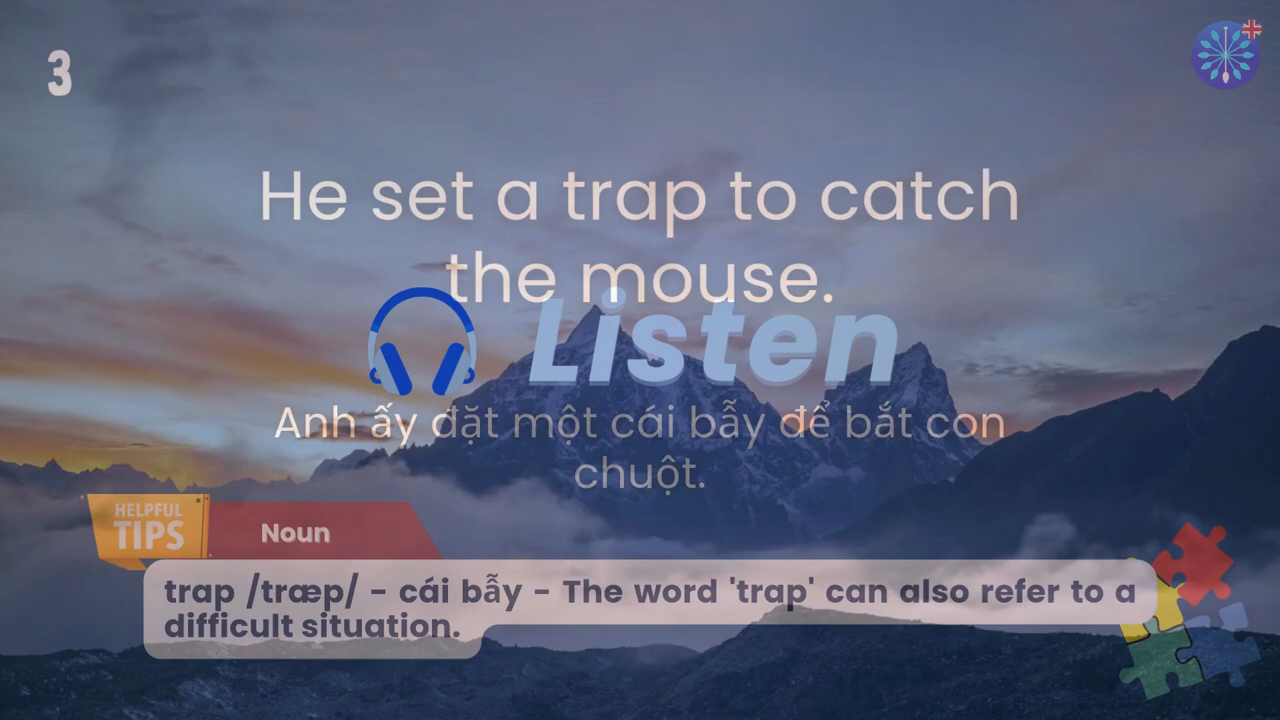 3
He set a trap to catch
the mouse.
Listen
Anh ấy đặt một cái bẫy để bắt con
chuột.
HELPFUL
TIPS
Noun
trap /træp/ - cái bẫy - The word 'trap' can also refer to a
difficult situation.